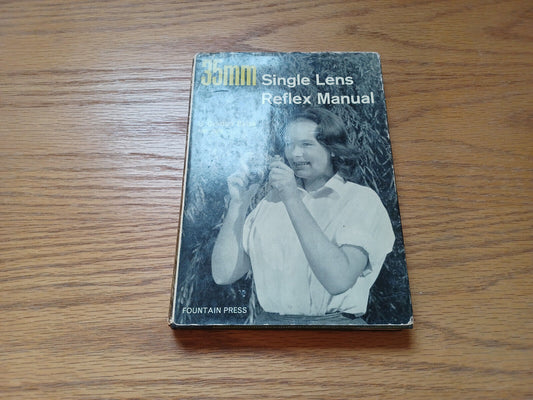 35mm Single Lens
Reflex Manual
FOUNTAIN PRESS